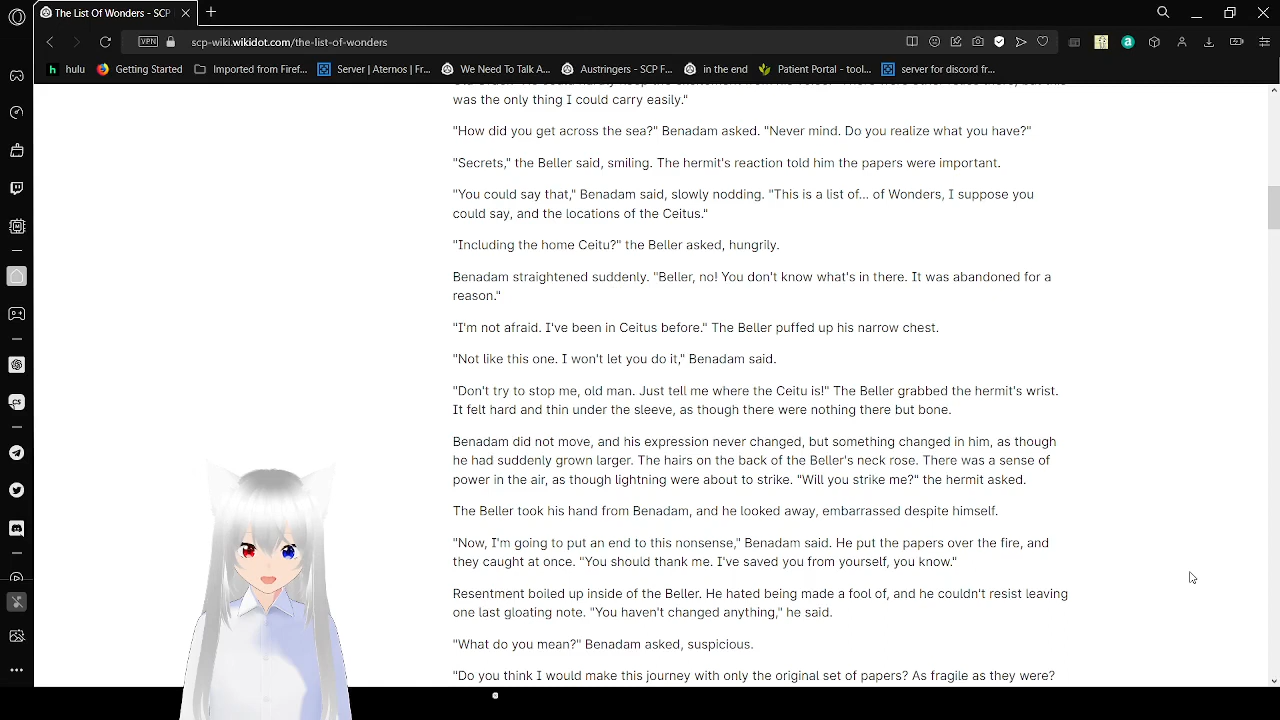 The List Of Wonders - SCP
scp-wiki.wikidot.com/the-list-of-wonders
VPN
hulu
Getting Started
Imported from Firef...
Server | Aternos | Fr...
We Need To Talk A...
Austringers - SCP F...
in the end
Patient Portal - tool...
server for discord fr...
was the only thing I could carry easily."
"How did you get across the sea?" Benadam asked. "Never mind. Do you realize what you have?"
"Secrets," the Beller said, smiling. The hermit's reaction told him the papers were important.
"You could say that," Benadam said, slowly nodding. "This is a list of... of Wonders, I suppose you
could say, and the locations of the Ceitus."
"Including the home Ceitu?" the Beller asked, hungrily.
Benadam straightened suddenly. "Beller, no! You don't know what's in there. It was abandoned for a
reason."
"I'm not afraid. I've been in Ceitus before." The Beller puffed up his narrow chest.
"Not like this one. I won't let you do it," Benadam said.
"Don't try to stop me, old man. Just tell me where the Ceitu is!" The Beller grabbed the hermit's wrist.
It felt hard and thin under the sleeve, as though there were nothing there but bone.
Benadam did not move, and his expression never changed, but something changed in him, as though
he had suddenly grown larger. The hairs on the back of the Beller's neck rose. There was a sense of
power in the air, as though lightning were about to strike. "Will you strike me?" the hermit asked.
The Beller took his hand from Benadam, and he looked away, embarrassed despite himself.
"Now, I'm going to put an end to this nonsense," Benadam said. He put the papers over the fire, and
they caught at once. "You should thank me. I've saved you from yourself, you know."
Resentment boiled up inside of the Beller. He hated being made a fool of, and he couldn't resist leaving
one last gloating note. "You haven't changed anything," he said.
"What do you mean?" Benadam asked, suspicious.
"Do you think I would make this journey with only the original set of papers? As fragile as they were?